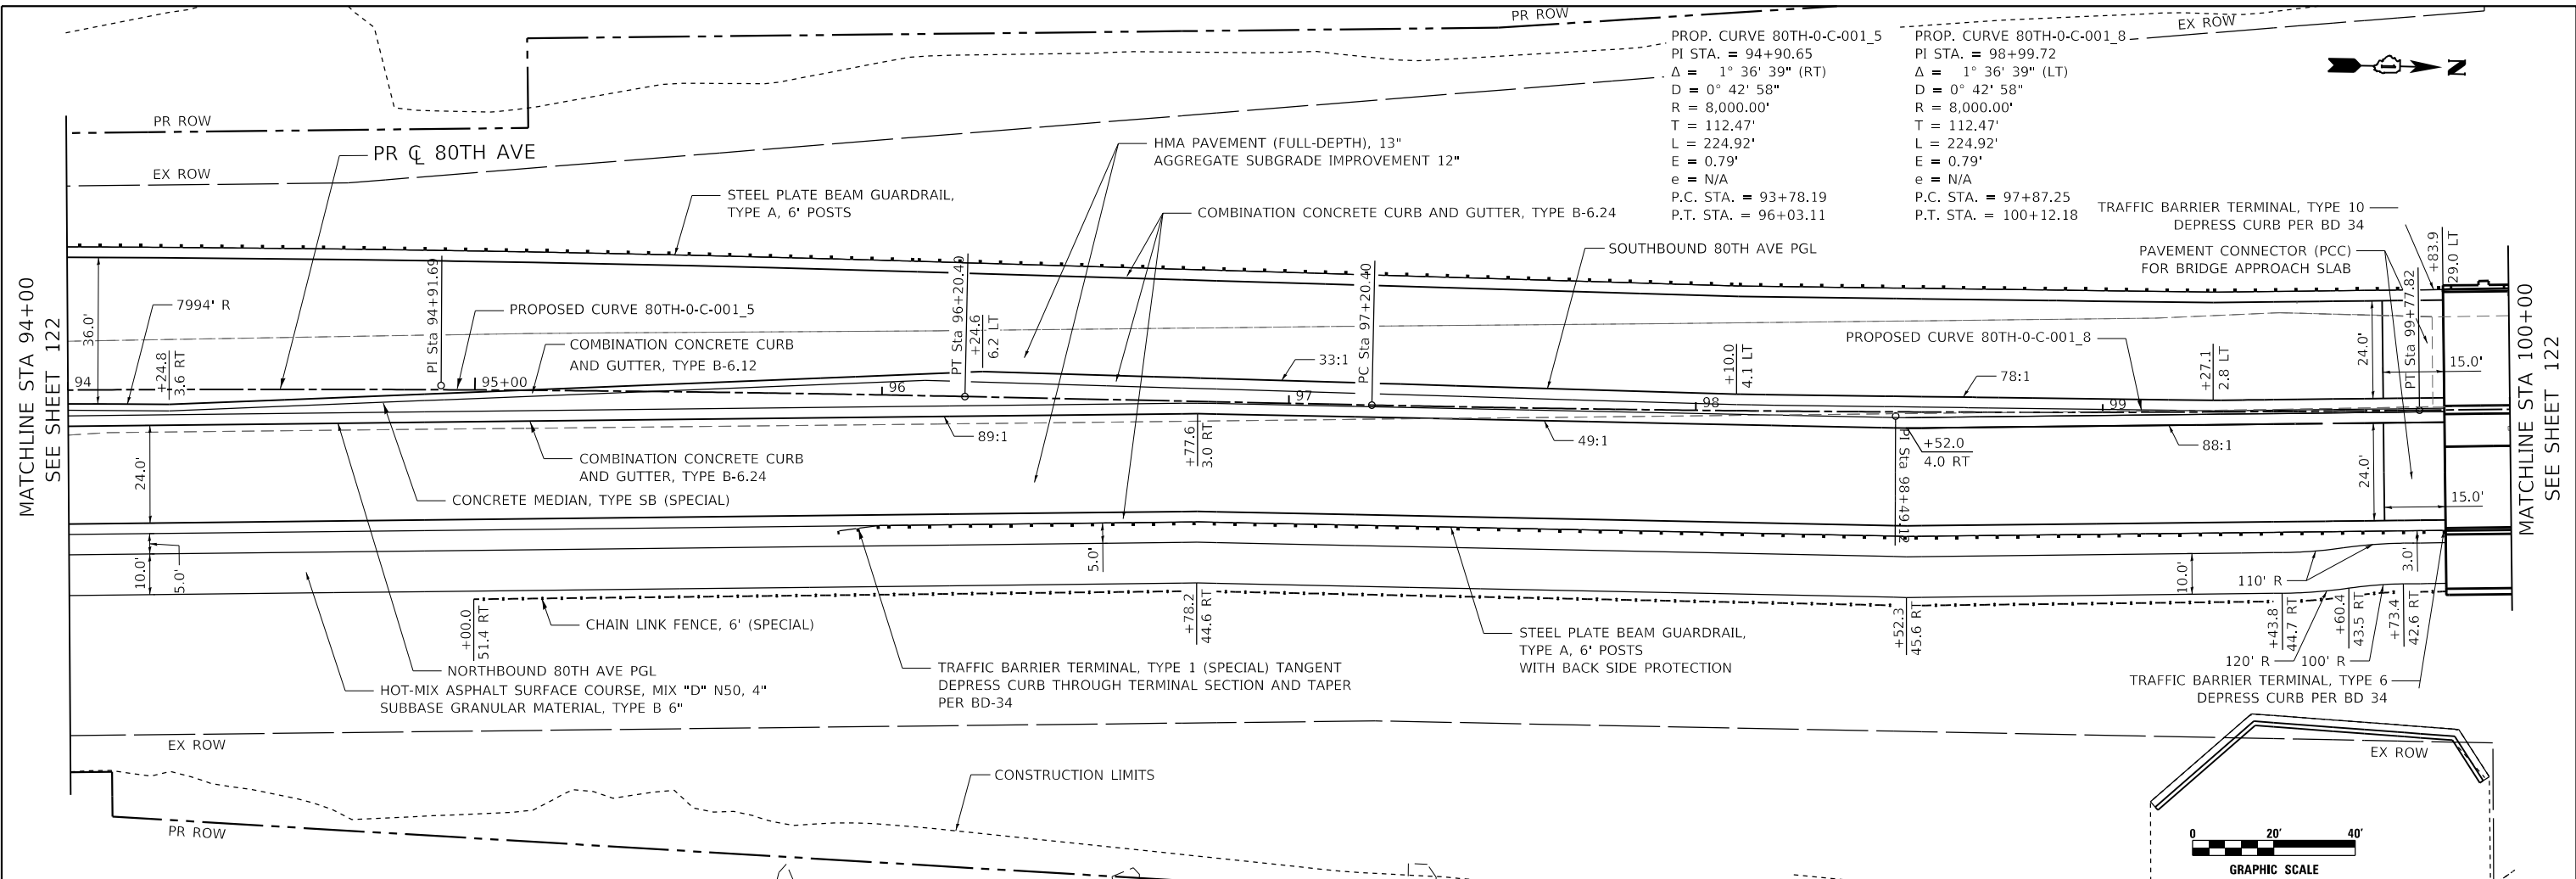 PR ROW
EX ROW
PROP. CURVE 80TH-0-C-001_5
PI STA. = 94+90.65
Δ = 1° 36' 39" (RT)
D = 0° 42' 58"
R = 8,000.00'
T = 112.47'
L = 224.92'
E = 0.79'
e = N/A
P.C. STA. = 93+78.19
P.T. STA. = 96+03.11
PROP. CURVE 80TH-0-C-001_8
PI STA. = 98+99.72
Δ = 1° 36' 39" (LT)
D = 0° 42' 58"
R = 8,000.00'
T = 112.47'
L = 224.92'
E = 0.79'
e = N/A
P.C. STA. = 97+87.25
P.T. STA. = 100+12.18
N
PR ROW
PR ℄ 80TH AVE
EX ROW
HMA PAVEMENT (FULL-DEPTH), 13"
AGGREGATE SUBGRADE IMPROVEMENT 12"
STEEL PLATE BEAM GUARDRAIL,
TYPE A, 6' POSTS
COMBINATION CONCRETE CURB AND GUTTER, TYPE B-6.24
SOUTHBOUND 80TH AVE PGL
TRAFFIC BARRIER TERMINAL, TYPE 10
DEPRESS CURB PER BD 34
PAVEMENT CONNECTOR (PCC)
FOR BRIDGE APPROACH SLAB
+83.9
29.0 LT
MATCHLINE STA 94+00
SEE SHEET 122
36.0'
7994' R
+24.8
3.6 RT
94
PI Sta 94+91.69
PROPOSED CURVE 80TH-0-C-001_5
COMBINATION CONCRETE CURB
AND GUTTER, TYPE B-6.12
95+00
96
PT Sta 96+20.40
+24.6
6.2 LT
33:1
97
PC Sta 97+20.40
98
+10.0
4.1 LT
PROPOSED CURVE 80TH-0-C-001_8
78:1
99
+27.1
2.8 LT
24.0'
PT Sta 99+77.82
15.0'
MATCHLINE STA 100+00
SEE SHEET 122
24.0'
COMBINATION CONCRETE CURB
AND GUTTER, TYPE B-6.24
CONCRETE MEDIAN, TYPE SB (SPECIAL)
89:1
+77.6
3.0 RT
49:1
PI Sta 98+49.12
+52.0
4.0 RT
88:1
24.0'
15.0'
10.0'
5.0'
5.0'
10.0'
110' R
3.0'
+00.0
51.4 RT
CHAIN LINK FENCE, 6' (SPECIAL)
NORTHBOUND 80TH AVE PGL
HOT-MIX ASPHALT SURFACE COURSE, MIX "D" N50, 4"
SUBBASE GRANULAR MATERIAL, TYPE B 6"
TRAFFIC BARRIER TERMINAL, TYPE 1 (SPECIAL) TANGENT
DEPRESS CURB THROUGH TERMINAL SECTION AND TAPER
PER BD-34
+78.2
44.6 RT
STEEL PLATE BEAM GUARDRAIL,
TYPE A, 6' POSTS
WITH BACK SIDE PROTECTION
+52.3
45.6 RT
+43.8
44.7 RT
+60.4
43.5 RT
+73.4
42.6 RT
120' R
100' R
TRAFFIC BARRIER TERMINAL, TYPE 6
DEPRESS CURB PER BD 34
EX ROW
EX ROW
CONSTRUCTION LIMITS
PR ROW
0 20' 40'
GRAPHIC SCALE